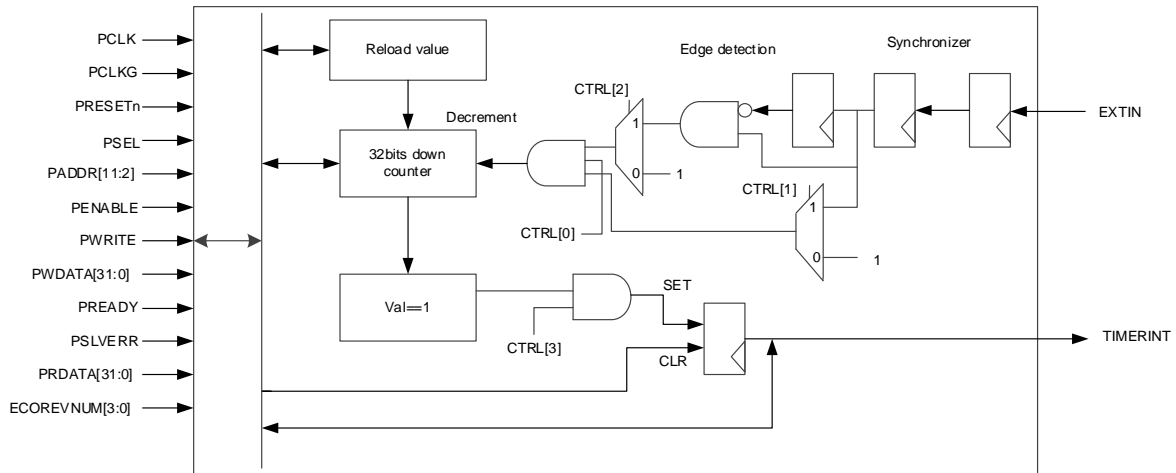 PCLK
PCLKG
PRESETn
PSEL
PADDR[11:2]
PENABLE
PWRITE
PWDATA[31:0]
PREADY
PSLVERR
PRDATA[31:0]
ECOREVNUM[3:0]
Reload value
Decrement
32bits down
counter
Val==1
Edge detection
Synchronizer
CTRL[2]
1
0
1
CTRL[1]
1
0
1
CTRL[0]
EXTIN
SET
CTRL[3]
CLR
TIMERINT